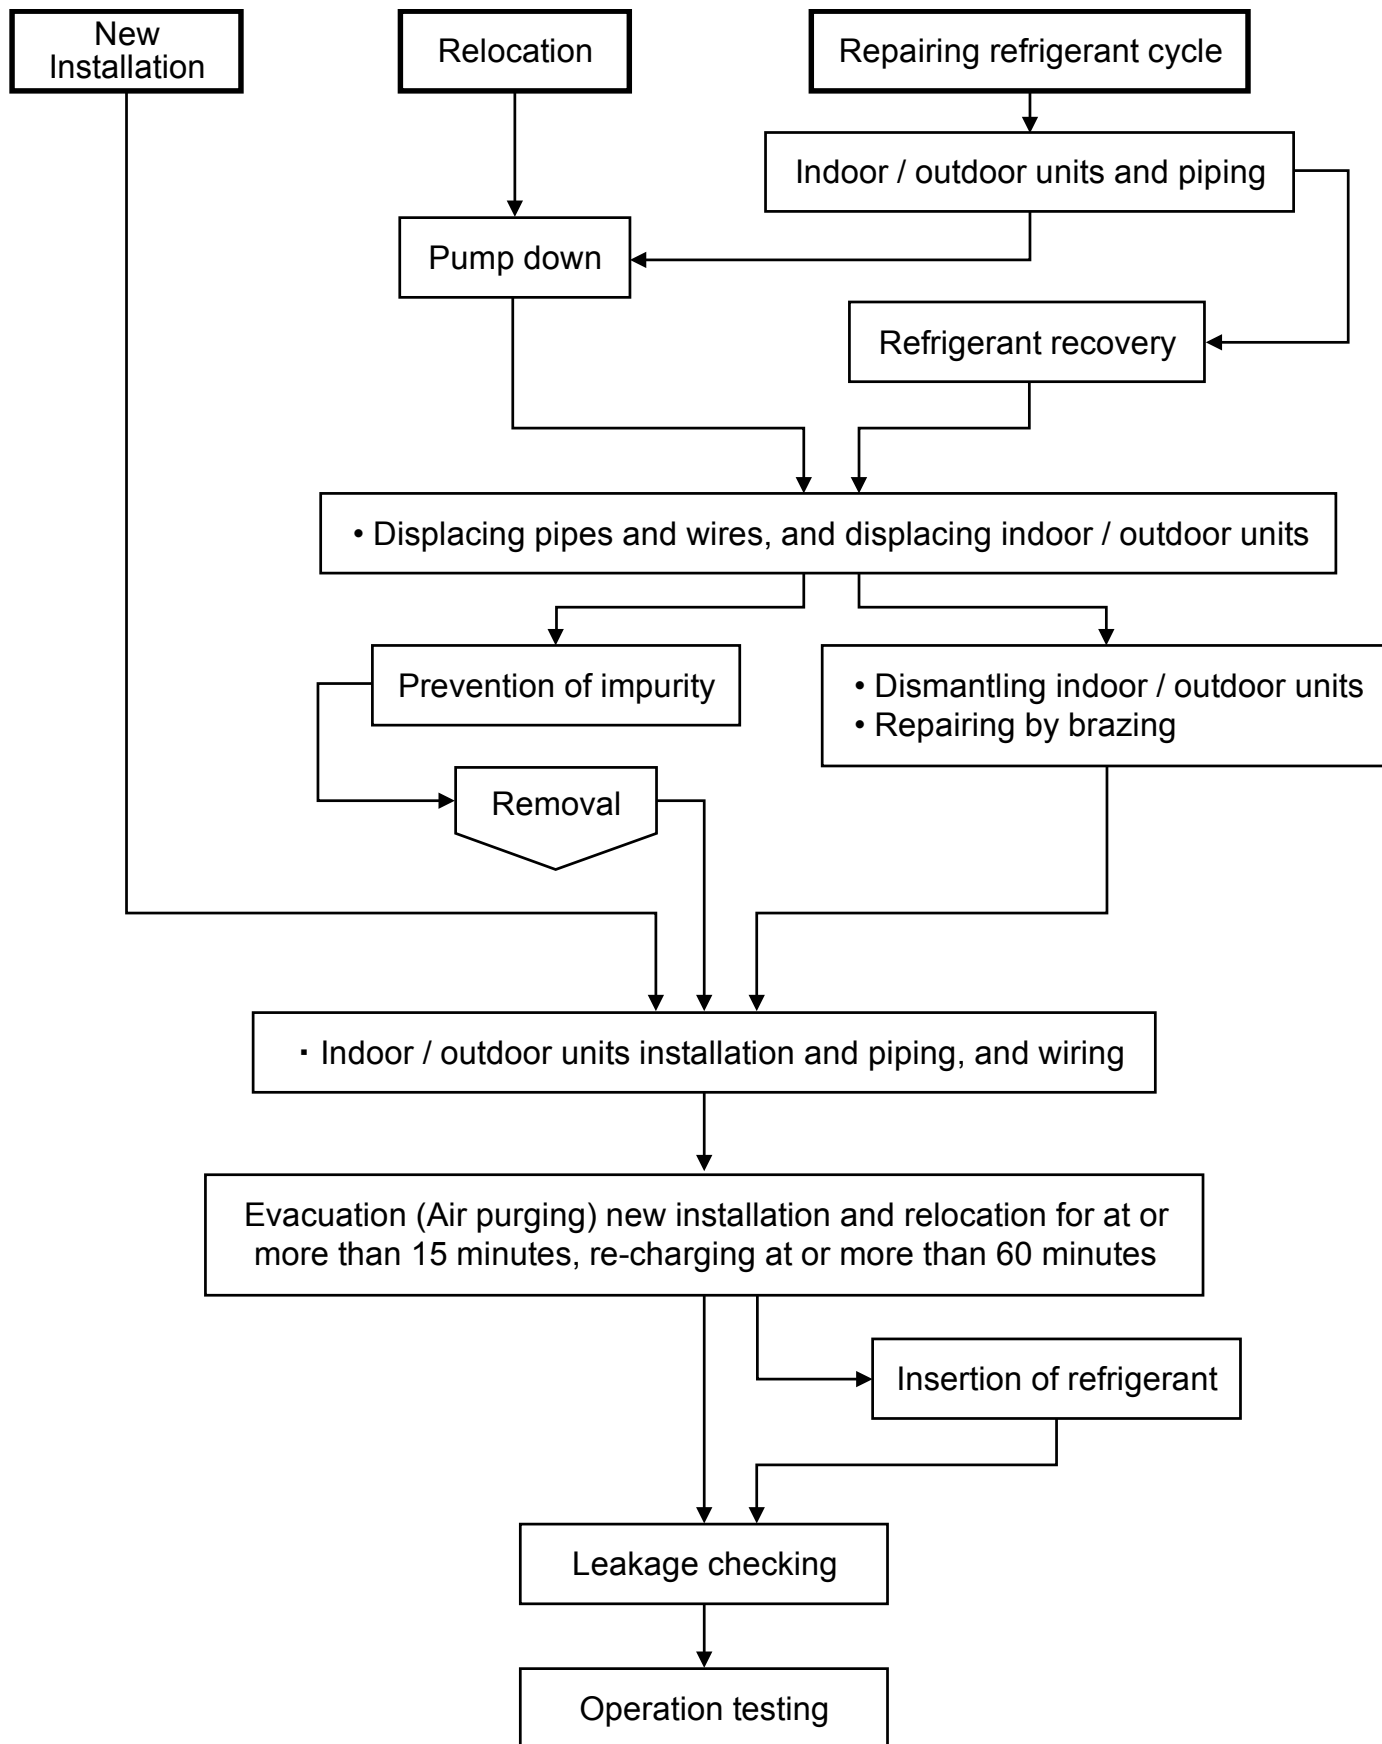 New
Installation
Relocation
Repairing refrigerant cycle
Indoor / outdoor units and piping
Pump down
Refrigerant recovery
• Displacing pipes and wires, and displacing indoor / outdoor units
Prevention of impurity
• Dismantling indoor / outdoor units
• Repairing by brazing
Removal
・Indoor / outdoor units installation and piping, and wiring
Evacuation (Air purging) new installation and relocation for at or
more than 15 minutes, re-charging at or more than 60 minutes
Insertion of refrigerant
Leakage checking
Operation testing